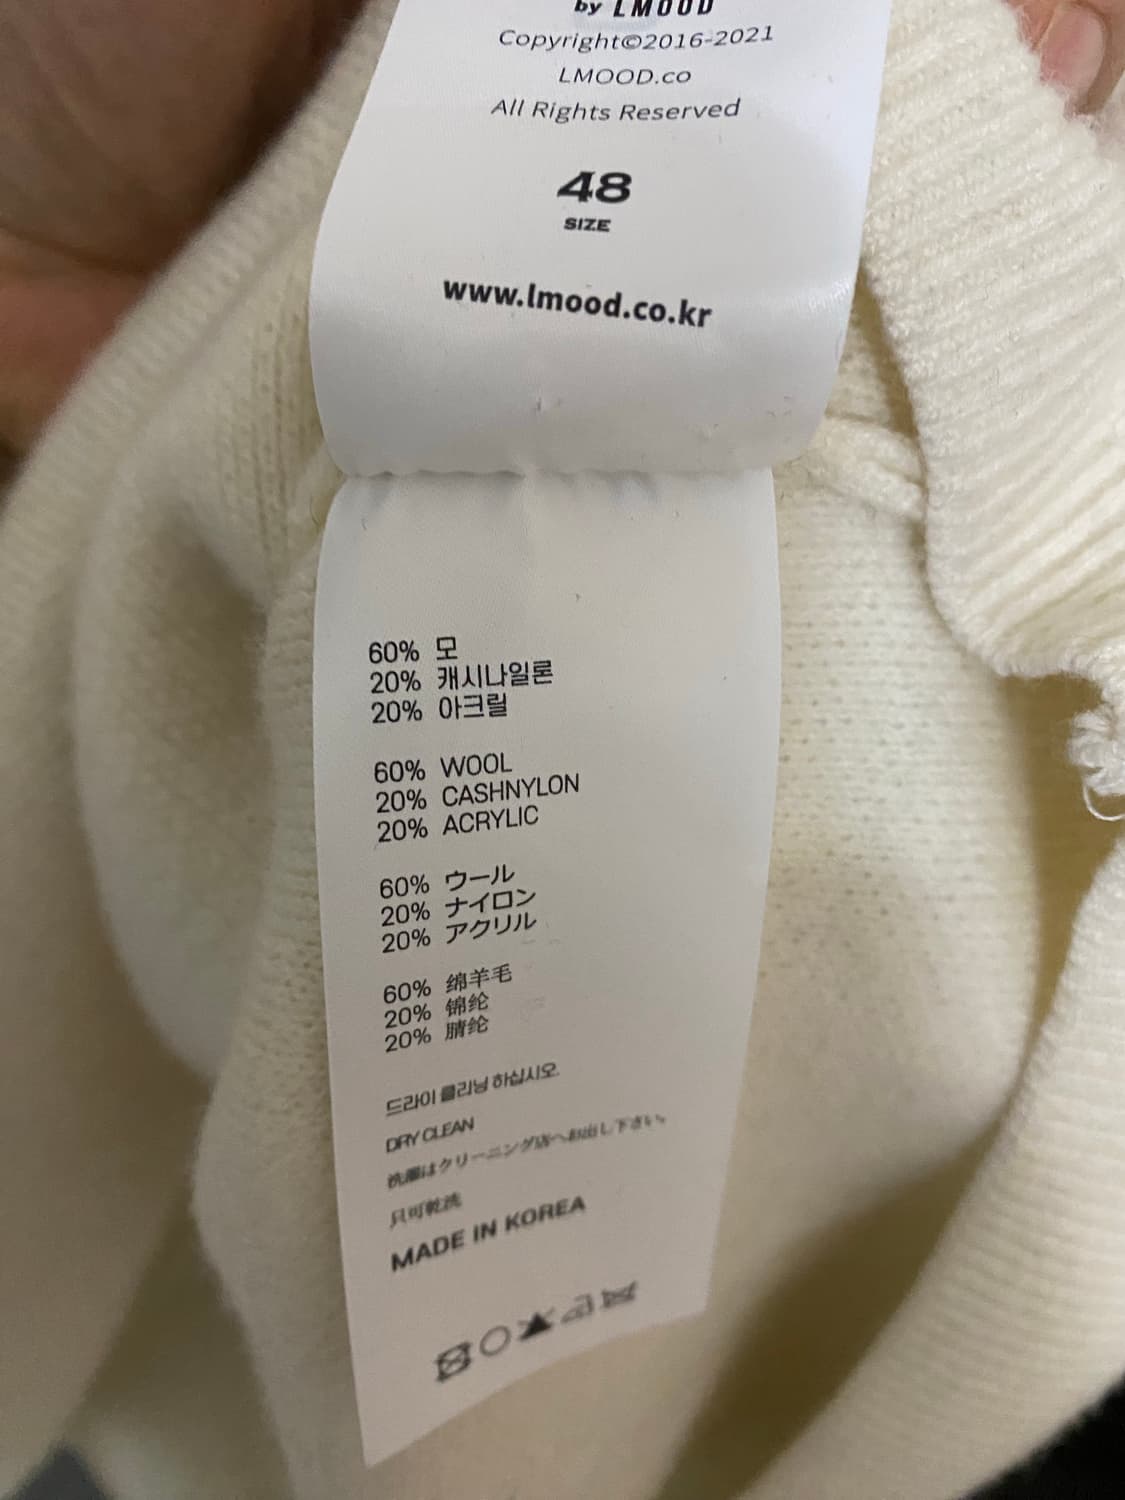 by LMOOD
Copyright©2016-2021
LMOOD.co
All Rights Reserved
48
SIZE
www.lmood.co.kr
60% 모
20% 캐시나일론
20% 아크릴
60% WOOL
20% CASHNYLON
20% ACRYLIC
60% ウール
20% ナイロン
20% アクリル
60% 绵羊毛
20% 锦纶
20% 腈纶
드라이 클리닝 하십시오.
DRY CLEAN
洗濯はクリーニング店へお出し下さい。
只可乾洗
MADE IN KOREA